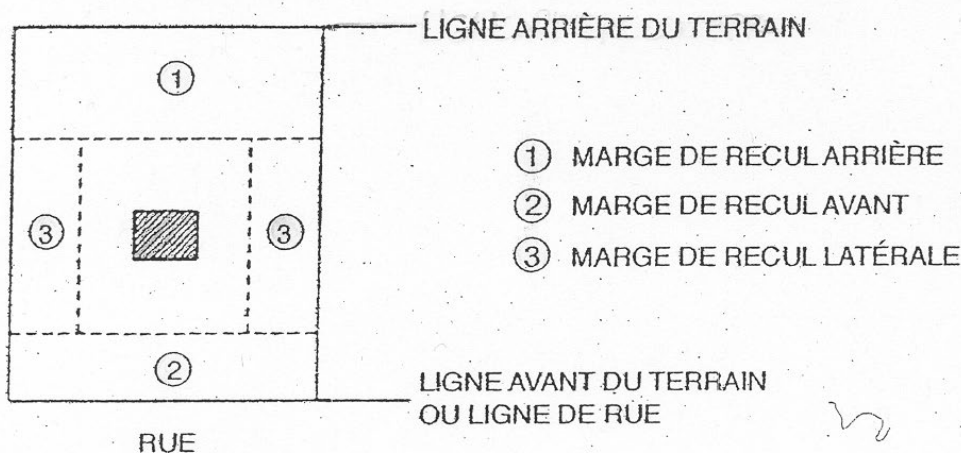 LIGNE ARRIÈRE DU TERRAIN
①
① MARGE DE RECUL ARRIÈRE
② MARGE DE RECUL AVANT
③ ③
③ MARGE DE RECUL LATÉRALE
②
LIGNE AVANT DU TERRAIN
OU LIGNE DE RUE
RUE